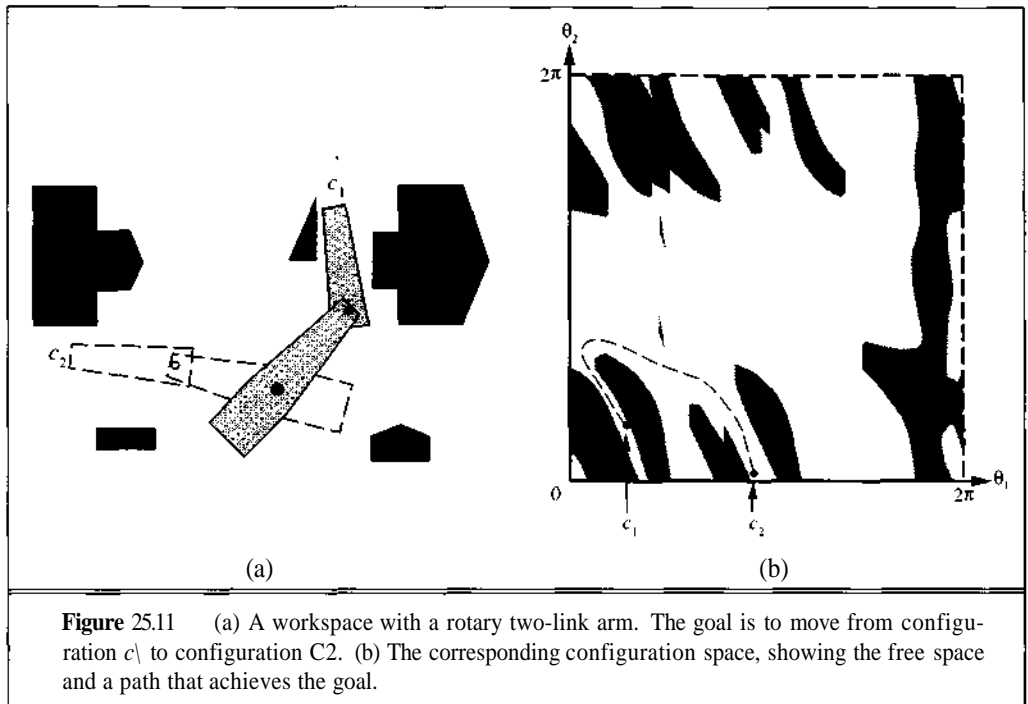 θ₂
2π
c₁
c₂
0
θ₁
2π
c₁
c₂
(a)
(b)
Figure 25.11 (a) A workspace with a rotary two-link arm. The goal is to move from configu-
ration c\ to configuration C2. (b) The corresponding configuration space, showing the free space
and a path that achieves the goal.